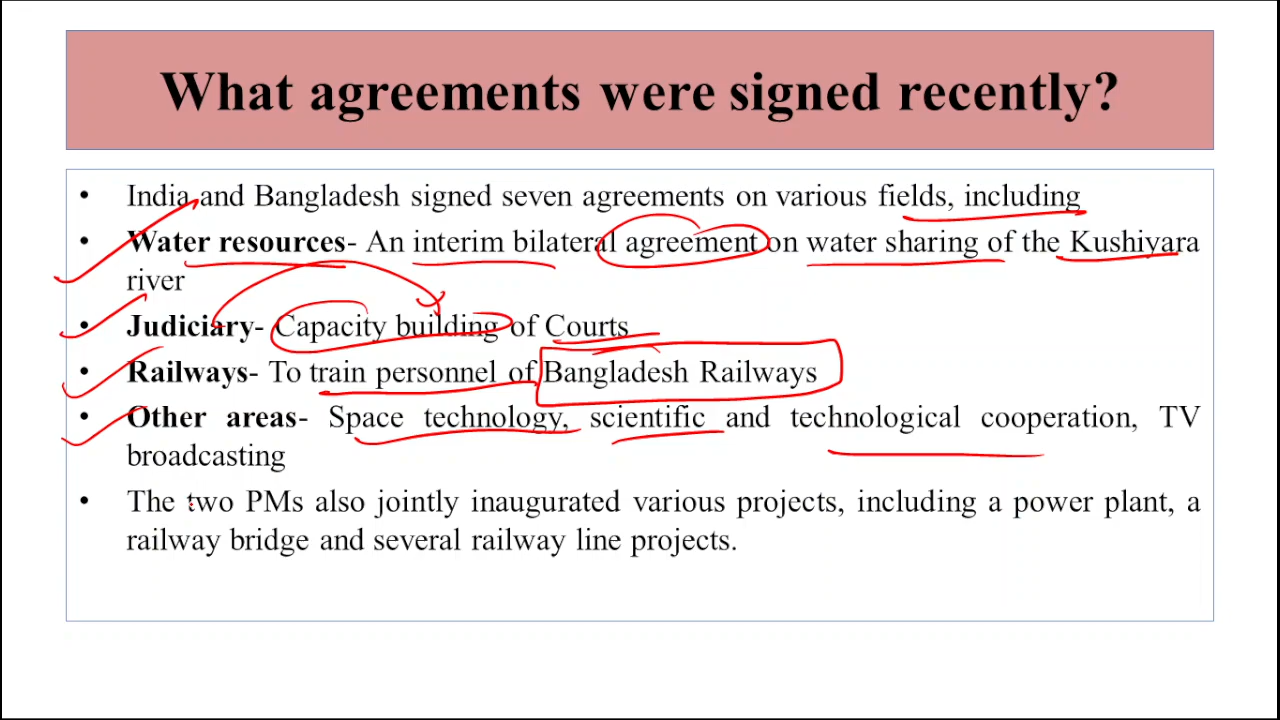 What agreements were signed recently?
• India and Bangladesh signed seven agreements on various fields, including
• Water resources- An interim bilateral agreement on water sharing of the Kushiyara
river
• Judiciary- Capacity building of Courts
• Railways- To train personnel of Bangladesh Railways
• Other areas- Space technology, scientific and technological cooperation, TV
broadcasting
• The two PMs also jointly inaugurated various projects, including a power plant, a
railway bridge and several railway line projects.